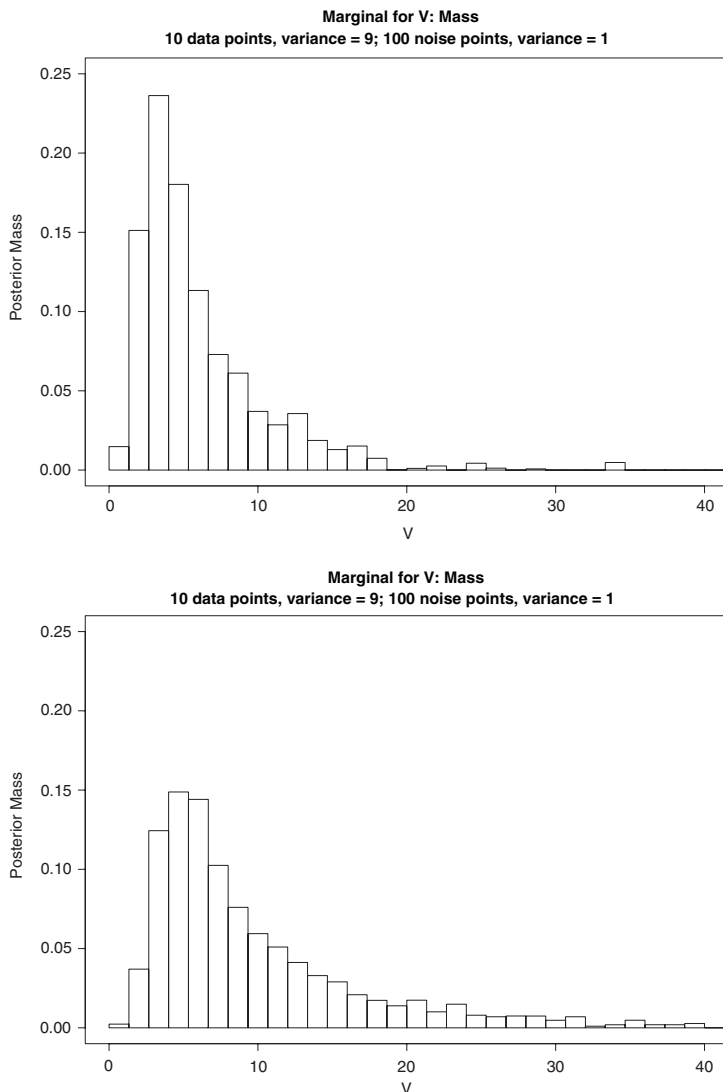 Marginal for V: Mass
10 data points, variance = 9; 100 noise points, variance = 1
0.25
0.20
0.15
0.10
0.05
0.00
Posterior Mass
0 10 20 30 40
V
Marginal for V: Mass
10 data points, variance = 9; 100 noise points, variance = 1
0.25
0.20
0.15
0.10
0.05
0.00
Posterior Mass
0 10 20 30 40
V